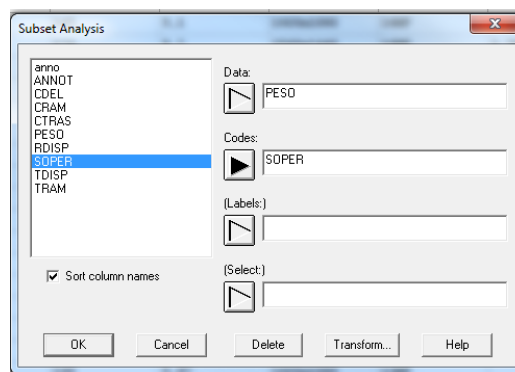 Subset Analysis
anno
ANNOT
CDEL
CRAM
CTRAS
PESO
RDISP
SOPER
TDISP
TRAM
Sort column names
Data:
PESO
Codes:
SOPER
(Labels:)
(Select:)
OK
Cancel
Delete
Transform...
Help